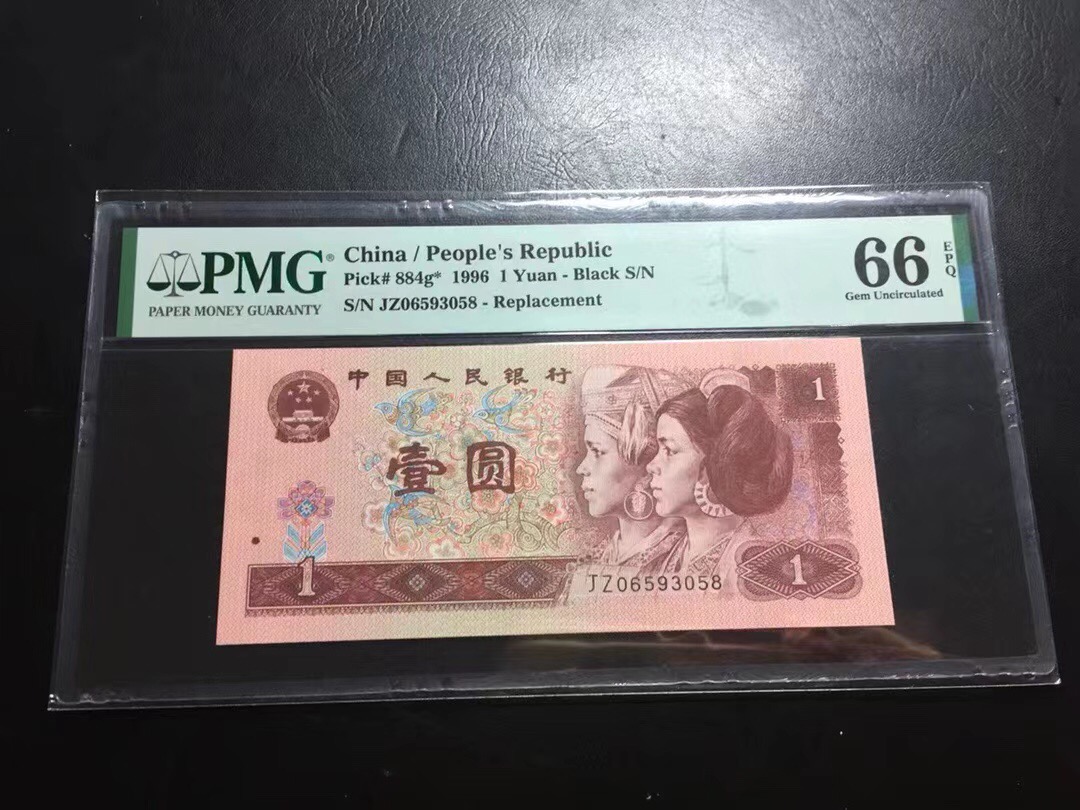 PMG®
PAPER MONEY GUARANTY
China / People's Republic
Pick# 884g* 1996 1 Yuan - Black S/N
S/N JZ06593058 - Replacement
66
EPQ
Gem Uncirculated
中国人民银行
1
壹圆
1
JZ06593058
1